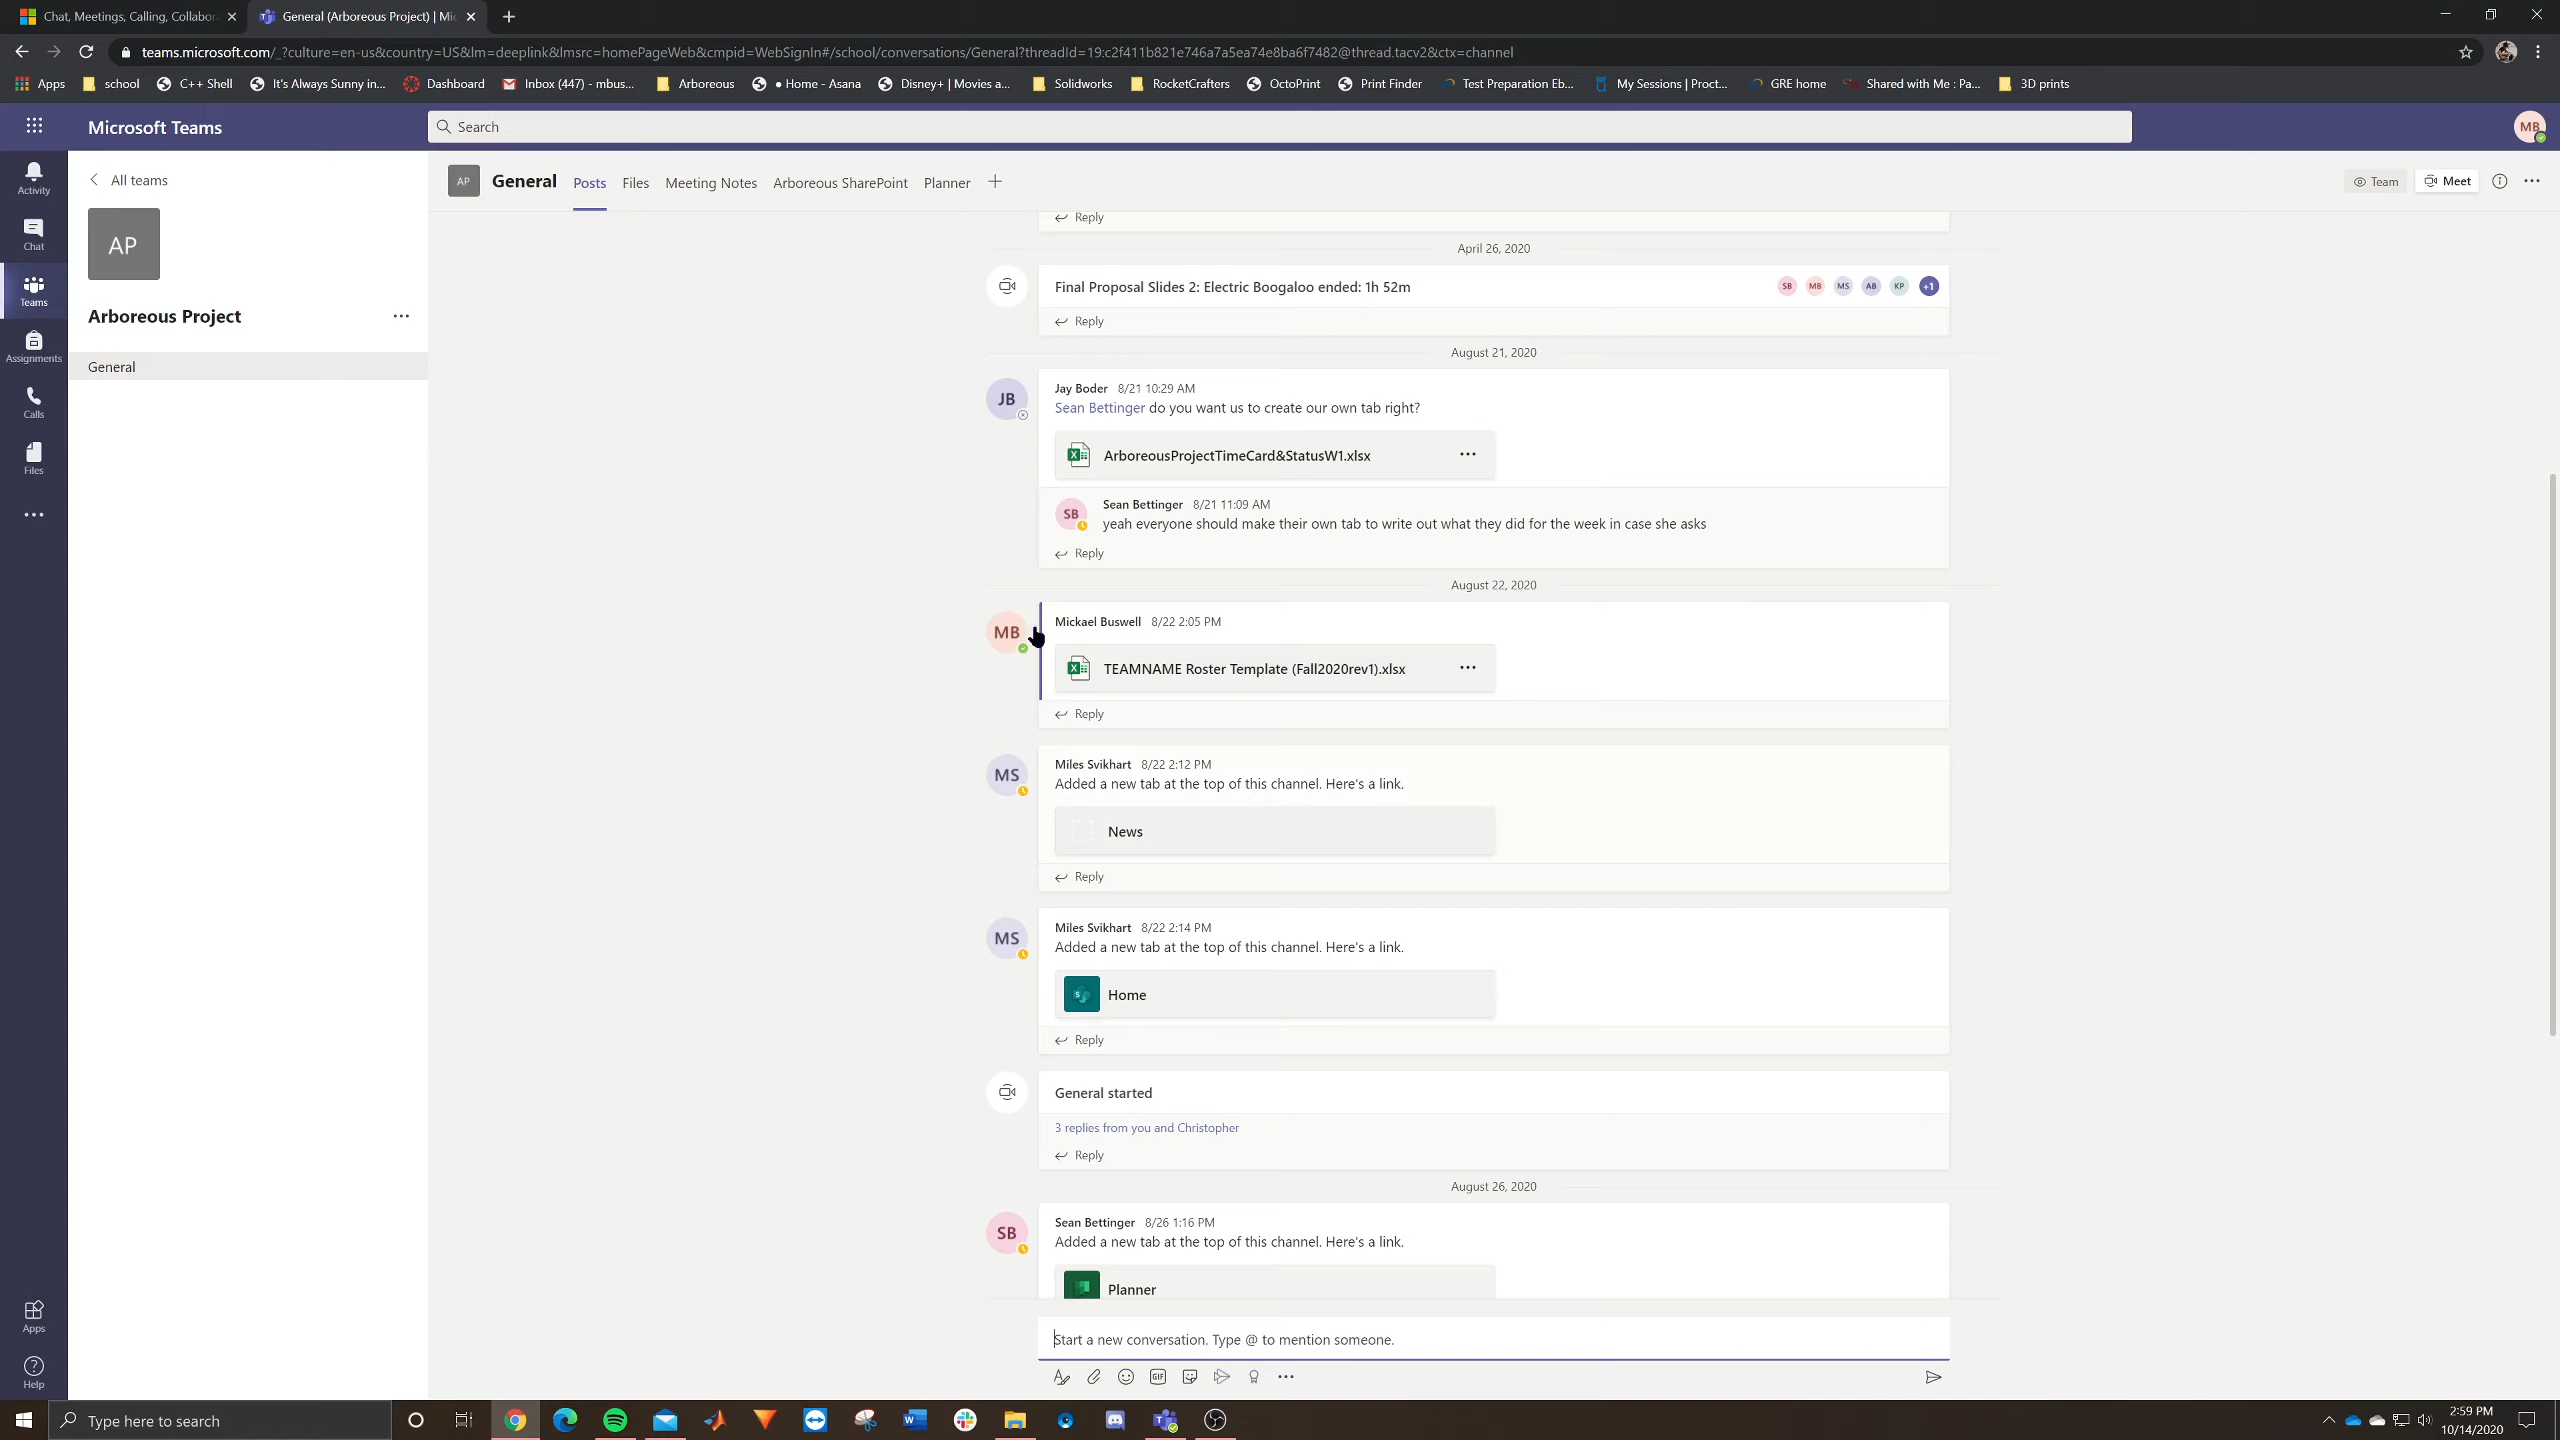 Chat, Meetings, Calling, Collabor
General (Arboreous Project) | Mic
teams.microsoft.com/_?culture=en-us&country=US&lm=deeplink&lmsrc=homePageWeb&cmpid=WebSignIn#/school/conversations/General?threadId=19:c2f411b821e746a7a5ea74e8ba6f7482@thread.tacv2&ctx=channel
Apps school C++ Shell It's Always Sunny in... Dashboard Inbox (447) - mbus... Arboreous • Home - Asana Disney+ | Movies a... Solidworks RocketCrafters OctoPrint Print Finder Test Preparation Eb... My Sessions | Proct... GRE home Shared with Me : Pa... 3D prints
Microsoft Teams
Search
MB
Activity
Chat
Teams
Assignments
Calls
Files
Apps
Help
All teams
AP
Arboreous Project
General
AP General Posts Files Meeting Notes Arboreous SharePoint Planner
Team Meet
Reply
April 26, 2020
Final Proposal Slides 2: Electric Boogaloo ended: 1h 52m
SB MB MS AB KP +1
Reply
August 21, 2020
JB
Jay Boder 8/21 10:29 AM
Sean Bettinger do you want us to create our own tab right?
ArboreousProjectTimeCard&StatusW1.xlsx
SB
Sean Bettinger 8/21 11:09 AM
yeah everyone should make their own tab to write out what they did for the week in case she asks
Reply
August 22, 2020
MB
Mickael Buswell 8/22 2:05 PM
TEAMNAME Roster Template (Fall2020rev1).xlsx
Reply
MS
Miles Svikhart 8/22 2:12 PM
Added a new tab at the top of this channel. Here's a link.
News
Reply
MS
Miles Svikhart 8/22 2:14 PM
Added a new tab at the top of this channel. Here's a link.
Home
Reply
General started
3 replies from you and Christopher
Reply
August 26, 2020
SB
Sean Bettinger 8/26 1:16 PM
Added a new tab at the top of this channel. Here's a link.
Planner
Start a new conversation. Type @ to mention someone.
GIF
Type here to search
2:59 PM
10/14/2020